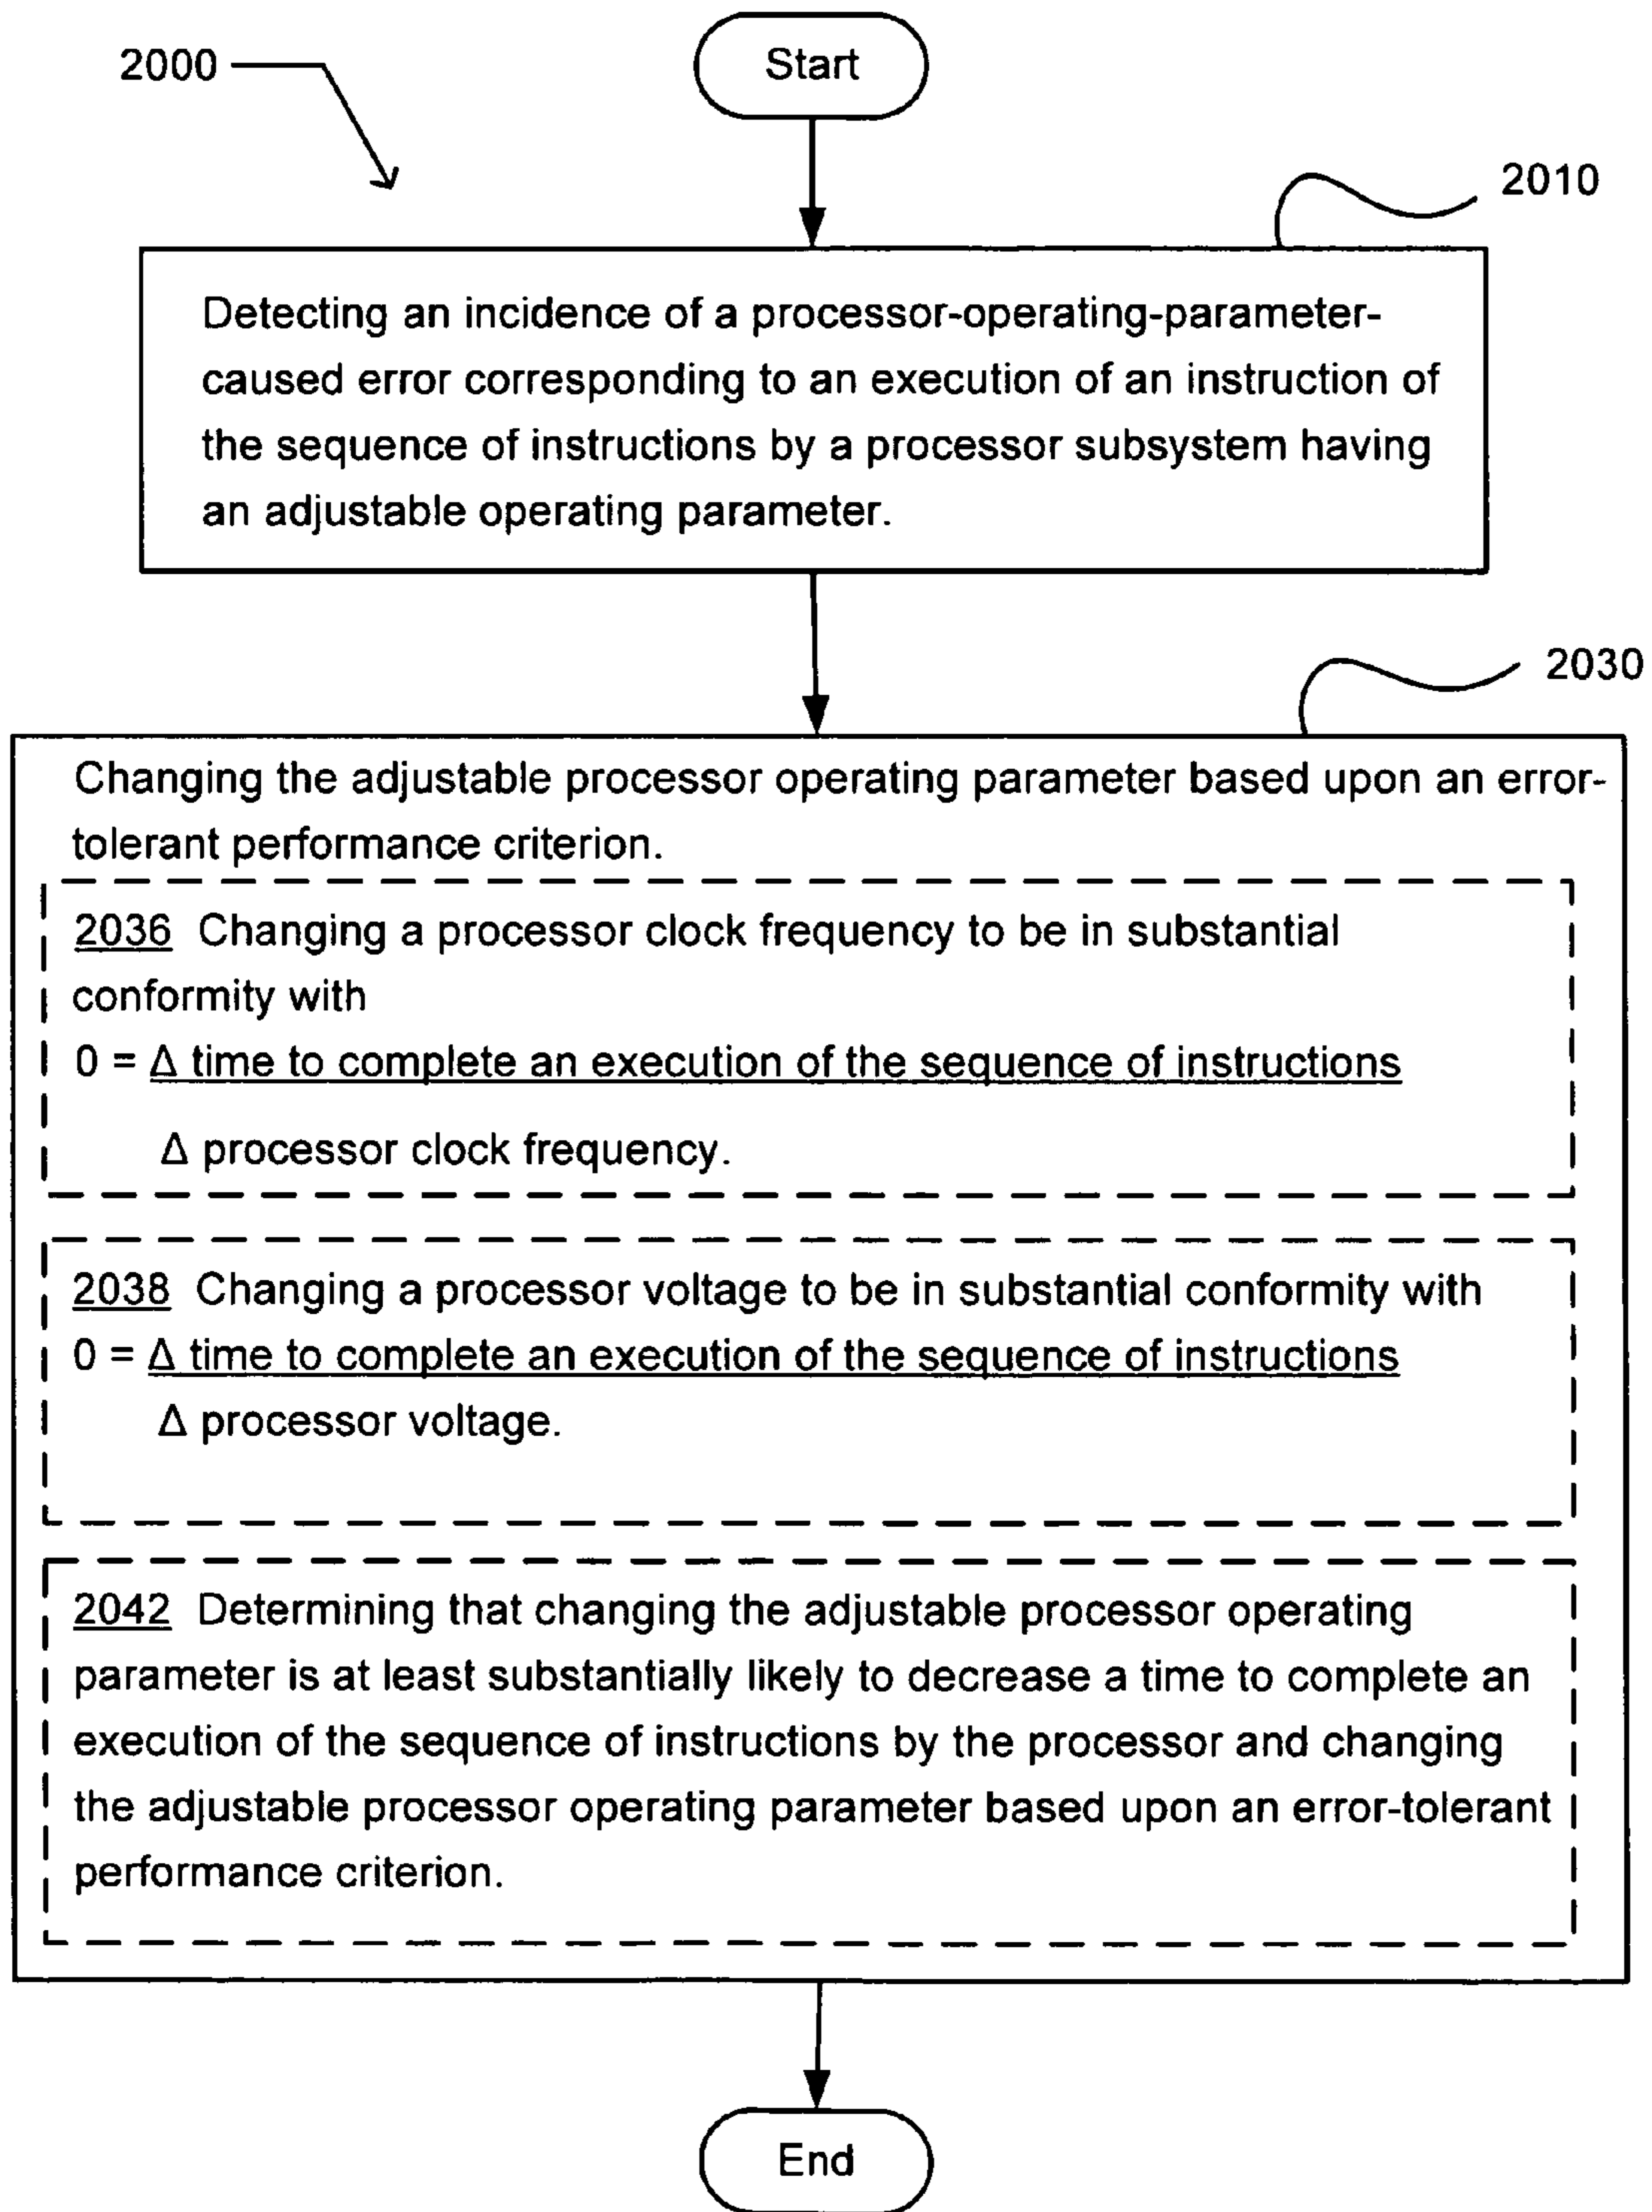 2000
Start
2010
Detecting an incidence of a processor-operating-parameter-
caused error corresponding to an execution of an instruction of
the sequence of instructions by a processor subsystem having
an adjustable operating parameter.
2030
Changing the adjustable processor operating parameter based upon an error-
tolerant performance criterion.
2036 Changing a processor clock frequency to be in substantial
conformity with
0 = Δ time to complete an execution of the sequence of instructions
Δ processor clock frequency.
2038 Changing a processor voltage to be in substantial conformity with
0 = Δ time to complete an execution of the sequence of instructions
Δ processor voltage.
2042 Determining that changing the adjustable processor operating
parameter is at least substantially likely to decrease a time to complete an
execution of the sequence of instructions by the processor and changing
the adjustable processor operating parameter based upon an error-tolerant
performance criterion.
End